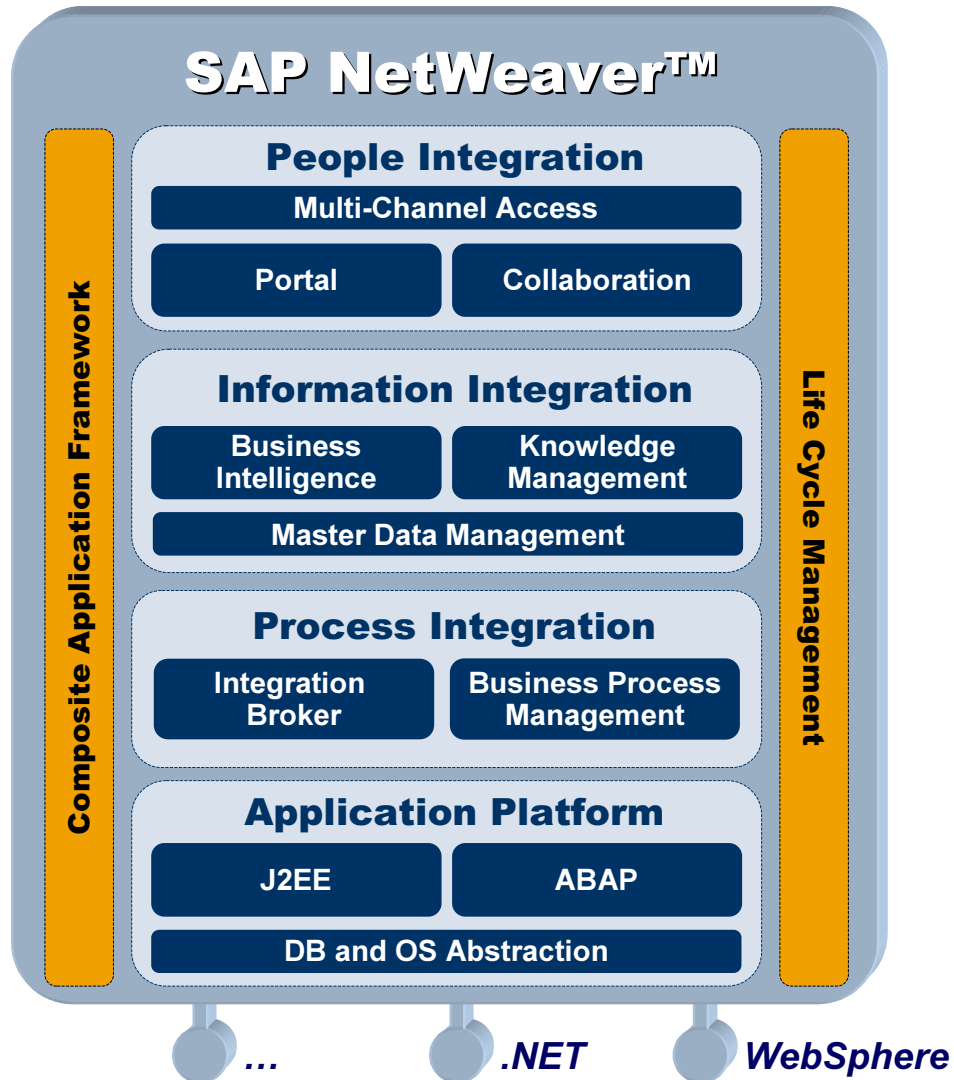 SAP NetWeaver™
Composite Application Framework
People Integration
Multi-Channel Access
Portal
Collaboration
Information Integration
Business
Intelligence
Knowledge
Management
Master Data Management
Process Integration
Integration
Broker
Business Process
Management
Application Platform
J2EE
ABAP
DB and OS Abstraction
Life Cycle Management
...
.NET
WebSphere